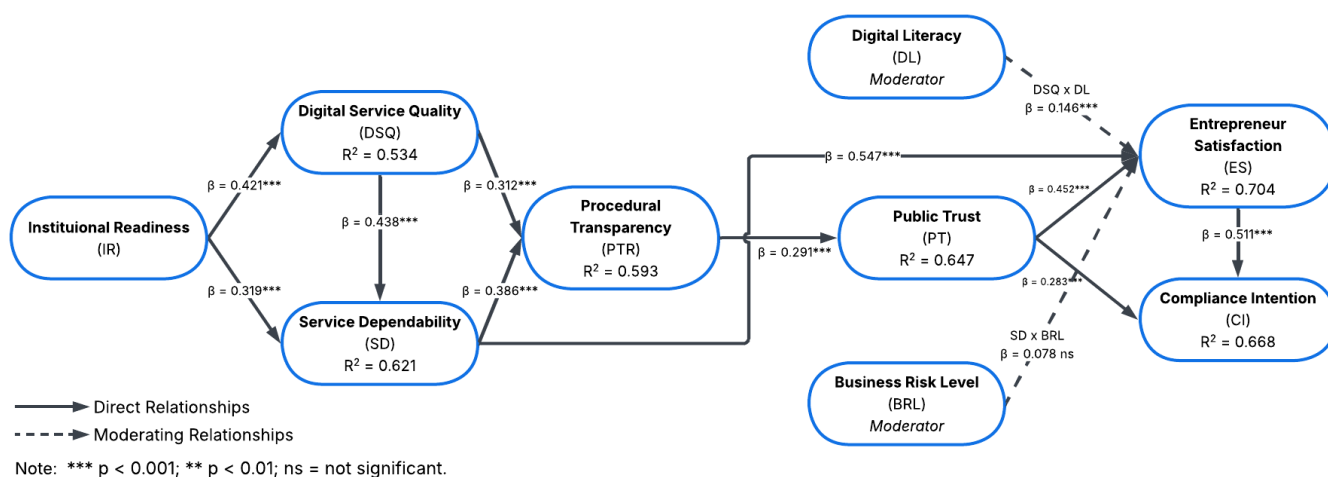 Digital Literacy
(DL)
Moderator
DSQ x DL
β = 0.146***
Digital Service Quality
(DSQ)
R² = 0.534
Entrepreneur
Satisfaction
(ES)
R² = 0.704
β = 0.547***
β = 0.421***
β = 0.312***
β = 0.452***
β = 0.438***
Instituional Readiness
(IR)
Procedural
Transparency
(PTR)
R² = 0.593
Public Trust
(PT)
R² = 0.647
β = 0.511***
β = 0.291***
β = 0.319***
β = 0.386***
β = 0.283***
Service Dependability
(SD)
R² = 0.621
Compliance Intention
(CI)
R² = 0.668
SD x BRL
β = 0.078 ns
Business Risk Level
(BRL)
Moderator
Direct Relationships
Moderating Relationships
Note: *** p < 0.001; ** p < 0.01; ns = not significant.